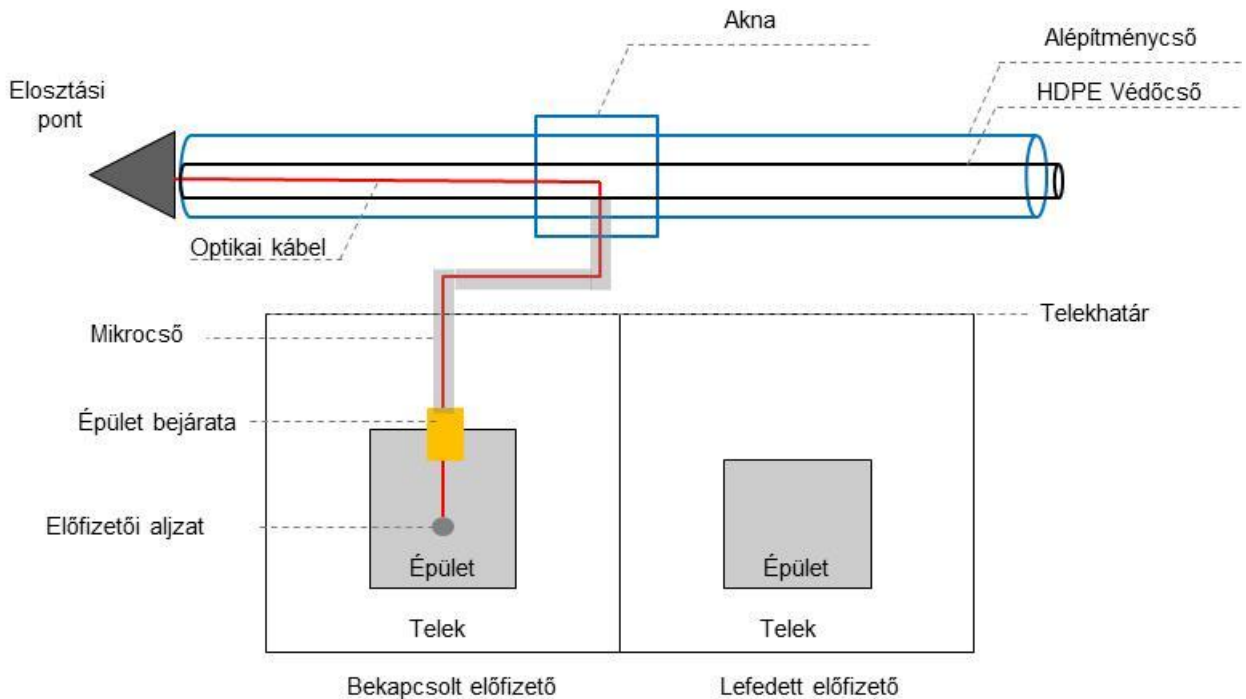 Akna
Alépítménycső
HDPE Védőcső
Elosztási
pont
Optikai kábel
Telekhatár
Mikrocső
Épület bejárata
Előfizetői aljzat
Épület
Épület
Telek
Telek
Bekapcsolt előfizető
Lefedett előfizető